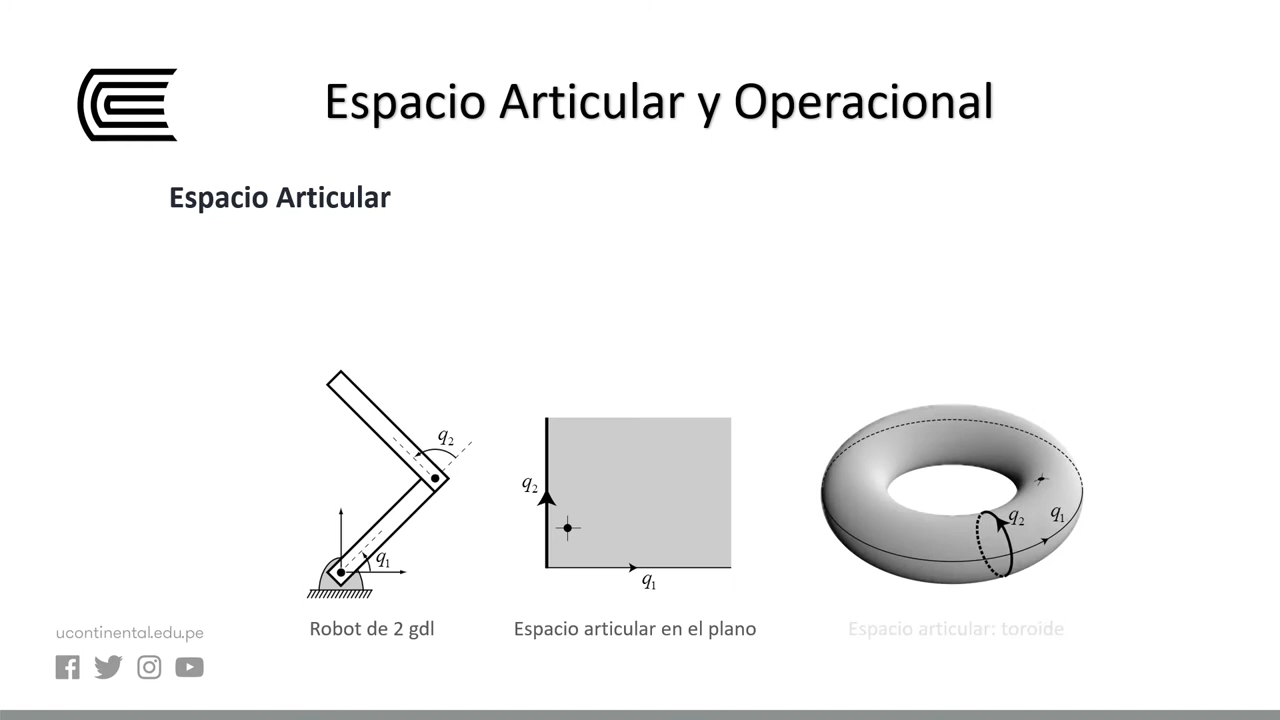 Espacio Articular y Operacional
Espacio Articular
q2
q1
q2
q1
q2
q1
Robot de 2 gdl
Espacio articular en el plano
Espacio articular: toroide
ucontinental.edu.pe